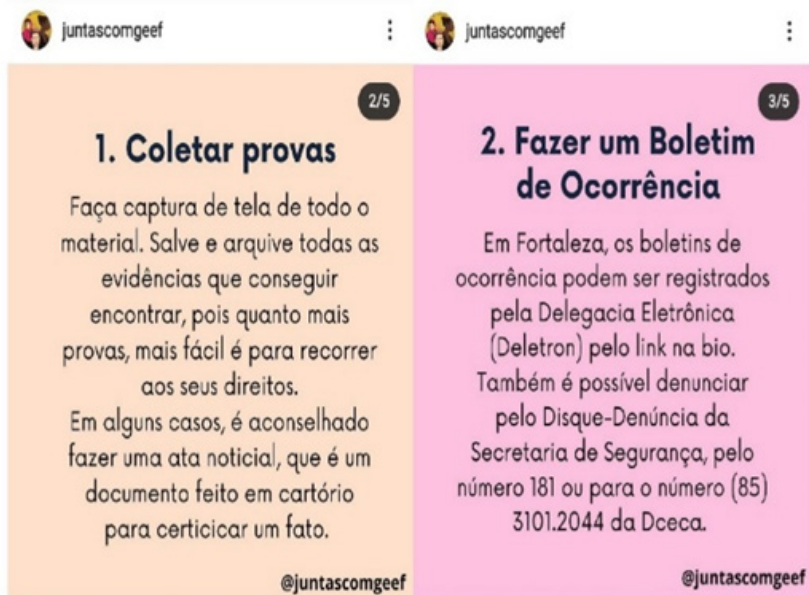 juntascomgeef
2/5
1. Coletar provas
Faça captura de tela de todo o
material. Salve e arquive todas as
evidências que conseguir
encontrar, pois quanto mais
provas, mais fácil é para recorrer
aos seus direitos.
Em alguns casos, é aconselhado
fazer uma ata noticial, que é um
documento feito em cartório
para certicicar um fato.
@juntascomgeef
juntascomgeef
3/5
2. Fazer um Boletim
de Ocorrência
Em Fortaleza, os boletins de
ocorrência podem ser registrados
pela Delegacia Eletrônica
(Deletron) pelo link na bio.
Também é possível denunciar
pelo Disque-Denúncia da
Secretaria de Segurança, pelo
número 181 ou para o número (85)
3101.2044 da Dceca.
@juntascomgeef